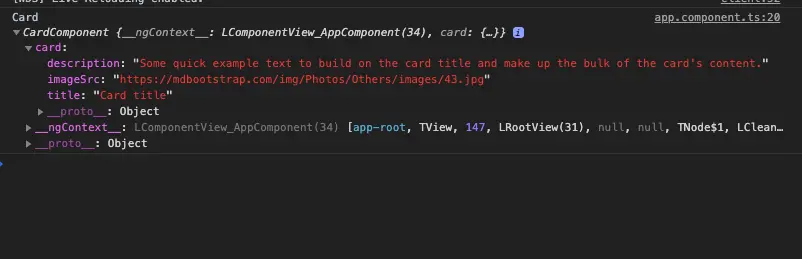 [WDS] Live Reloading enabled. client:52
Card app.component.ts:20
CardComponent {__ngContext__: LComponentView_AppComponent(34), card: {…}} i
card:
description: "Some quick example text to build on the card title and make up the bulk of the card's content."
imageSrc: "https://mdbootstrap.com/img/Photos/Others/images/43.jpg"
title: "Card title"
__proto__: Object
__ngContext__: LComponentView_AppComponent(34) [app-root, TView, 147, LRootView(31), null, null, TNode$1, LClean…
__proto__: Object